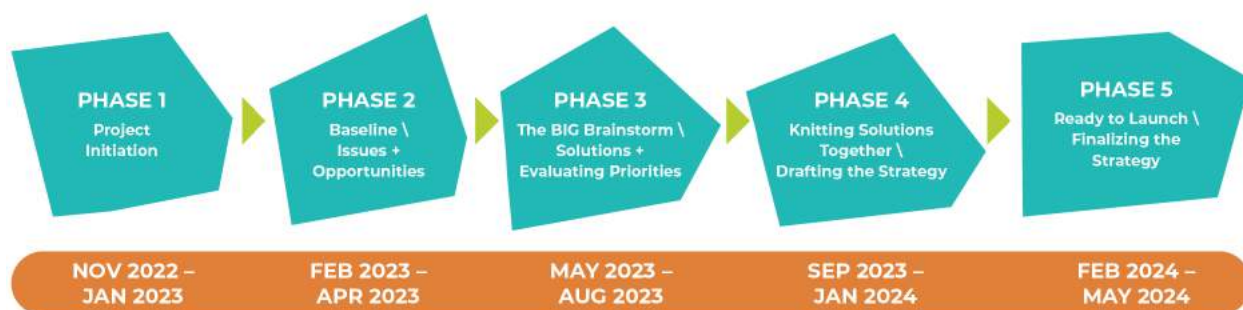 PHASE 1
Project
Initiation
PHASE 2
Baseline \
Issues +
Opportunities
PHASE 3
The BIG Brainstorm \
Solutions +
Evaluating Priorities
PHASE 4
Knitting Solutions
Together \
Drafting the Strategy
PHASE 5
Ready to Launch \
Finalizing the
Strategy
NOV 2022 –
JAN 2023
FEB 2023 –
APR 2023
MAY 2023 –
AUG 2023
SEP 2023 –
JAN 2024
FEB 2024 –
MAY 2024